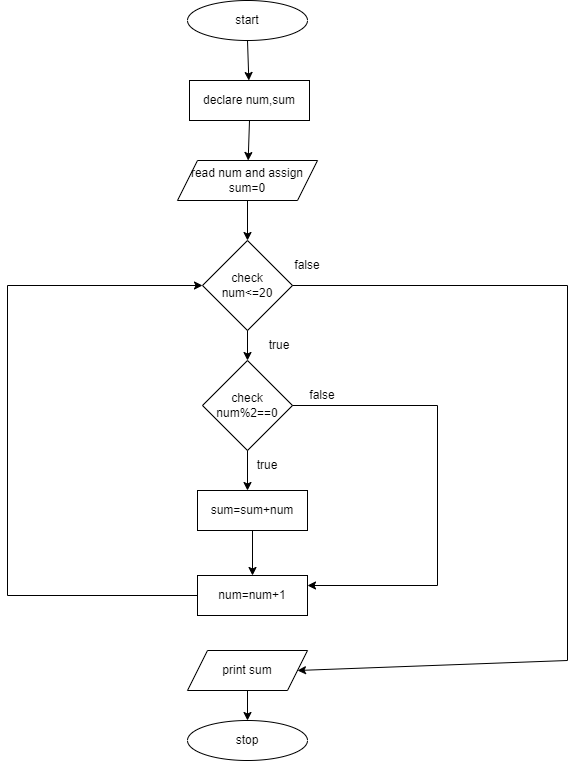 start
declare num,sum
read num and assign
sum=0
false
check
num<=20
true
false
check
num%2==0
true
sum=sum+num
num=num+1
print sum
stop